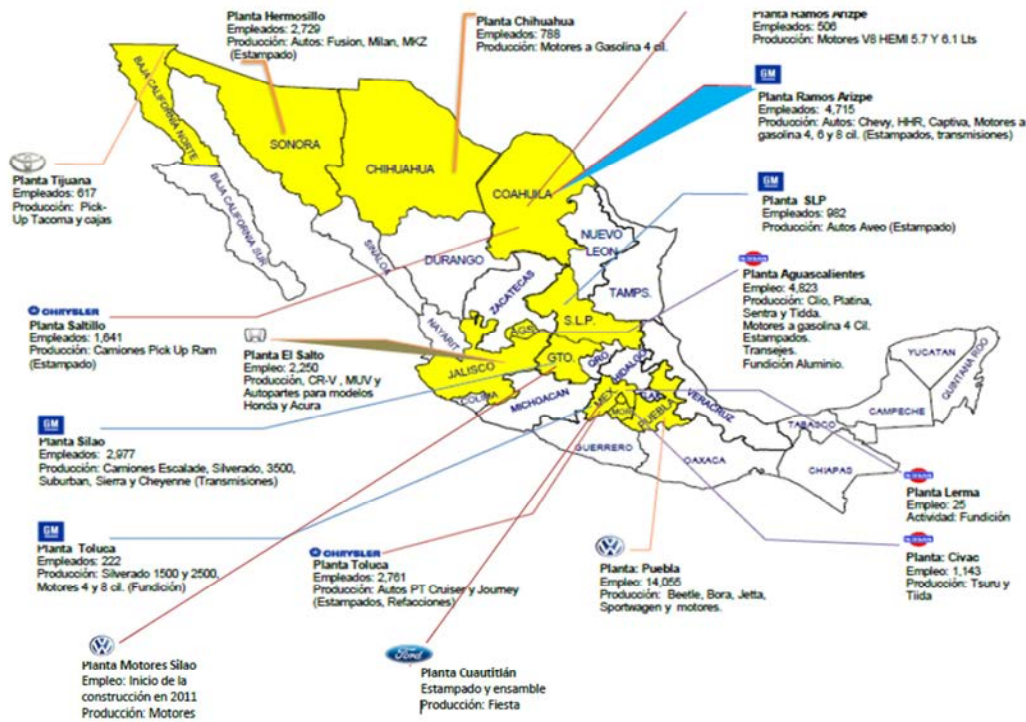 Planta Hermosillo
Empleados: 2,729
Producción: Autos: Fusion, Milan, MKZ
(Estampado)
Planta Chihuahua
Empleados: 788
Producción: Motores a Gasolina 4 cil.
Planta Ramos Arizpe
Empleados: 506
Producción: Motores V8 HEMI 5.7 Y 6.1 Lts
GM
Planta Ramos Arizpe
Empleados: 4,715
Producción: Autos: Chevy, HHR, Captiva, Motores a
gasolina 4, 6 y 8 cil. (Estampados, transmisiones)
Planta Tijuana
Empleados: 617
Producción: Pick-
Up Tacoma y cajas
GM
Planta SLP
Empleados: 982
Producción: Autos Aveo (Estampado)
NISSAN
Planta Aguascalientes
Empleo: 4,823
Producción: Clio, Platina,
Sentra y Tidda.
Motores a gasolina 4 Cil.
Estampados.
Transejes.
Fundición Aluminio.
CHRYSLER
Planta Saltillo
Empleados: 1,641
Producción: Camiones Pick Up Ram
(Estampado)
Planta El Salto
Empleo: 2,250
Producción, CR-V , MUV y
Autopartes para modelos
Honda y Acura
GM
Planta Silao
Empleados: 2,977
Producción: Camiones Escalade, Silverado, 3500,
Suburban, Sierra y Cheyenne (Transmisiones)
GM
Planta Toluca
Empleados: 222
Producción: Silverado 1500 y 2500,
Motores 4 y 8 cil. (Fundición)
CHRYSLER
Planta Toluca
Empleados: 2,761
Producción: Autos PT Cruiser y Journey
(Estampados, Refacciones)
Planta: Puebla
Empleo: 14,055
Producción: Beetle, Bora, Jetta,
Sportwagen y motores.
NISSAN
Planta Lerma
Empleo: 25
Actividad: Fundición
NISSAN
Planta: Civac
Empleo: 1,143
Producción: Tsuru y
Tiida
Planta Motores Silao
Empleo: Inicio de la
construcción en 2011
Producción: Motores
Ford
Planta Cuautitlán
Estampado y ensamble
Producción: Fiesta
BAJA CALIFORNIA NORTE
BAJA CALIFORNIA SUR
SONORA
CHIHUAHUA
COAHUILA
NUEVO
LEON
TAMPS.
SINALOA
DURANGO
ZACATECAS
NAYARIT
AGS
S.L.P.
JALISCO
GTO.
QRO
HIDALGO
COLIMA
MICHOACAN
MEX
MOR
PUEBLA
VERACRUZ
GUERRERO
OAXACA
TABASCO
CHIAPAS
CAMPECHE
YUCATAN
QUINTANA ROO